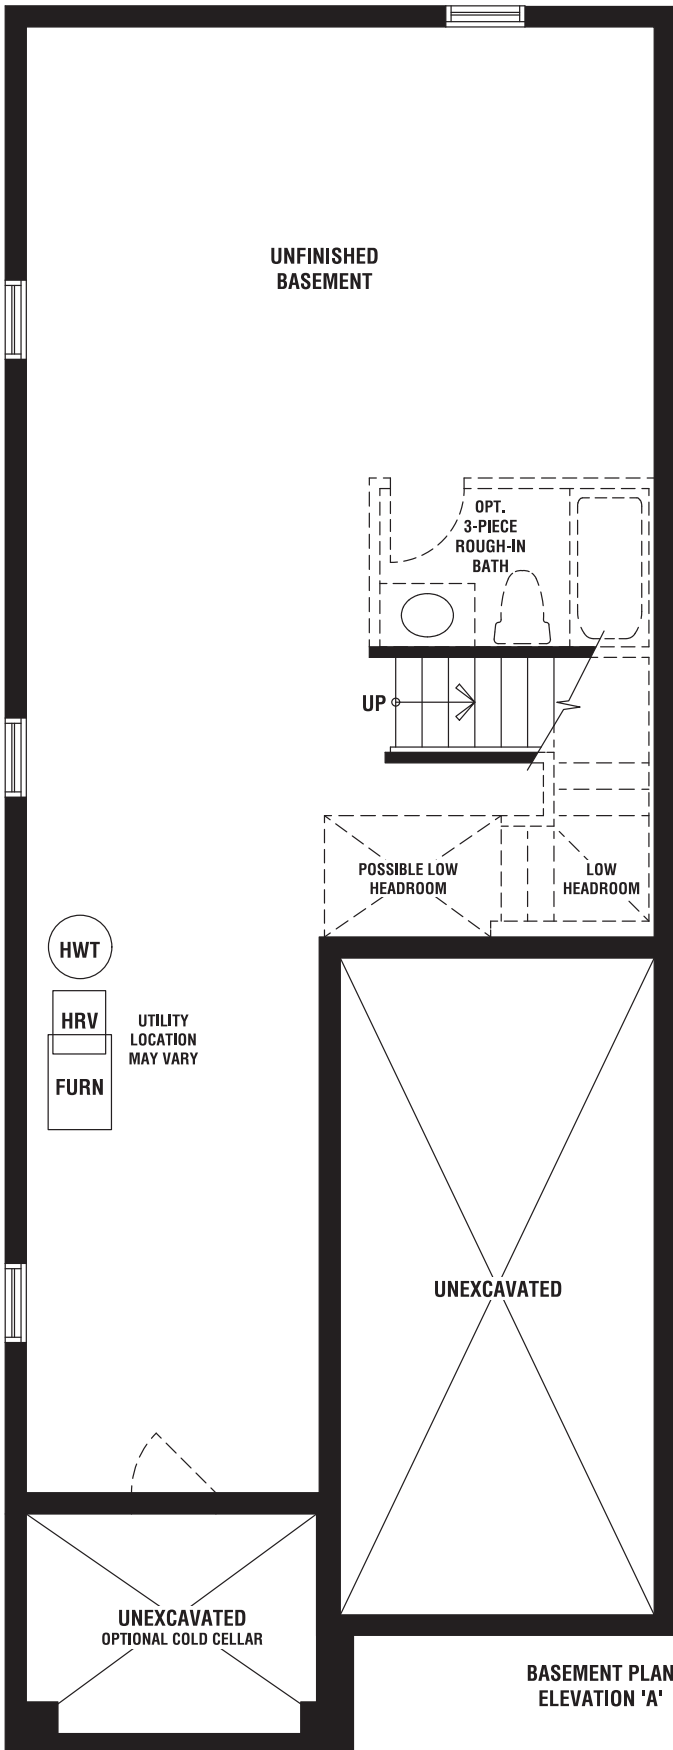 UNFINISHED
BASEMENT
OPT.
3-PIECE
ROUGH-IN
BATH
UP
POSSIBLE LOW
HEADROOM
LOW
HEADROOM
HWT
HRV
FURN
UTILITY
LOCATION
MAY VARY
UNEXCAVATED
UNEXCAVATED
OPTIONAL COLD CELLAR
BASEMENT PLAN
ELEVATION 'A'